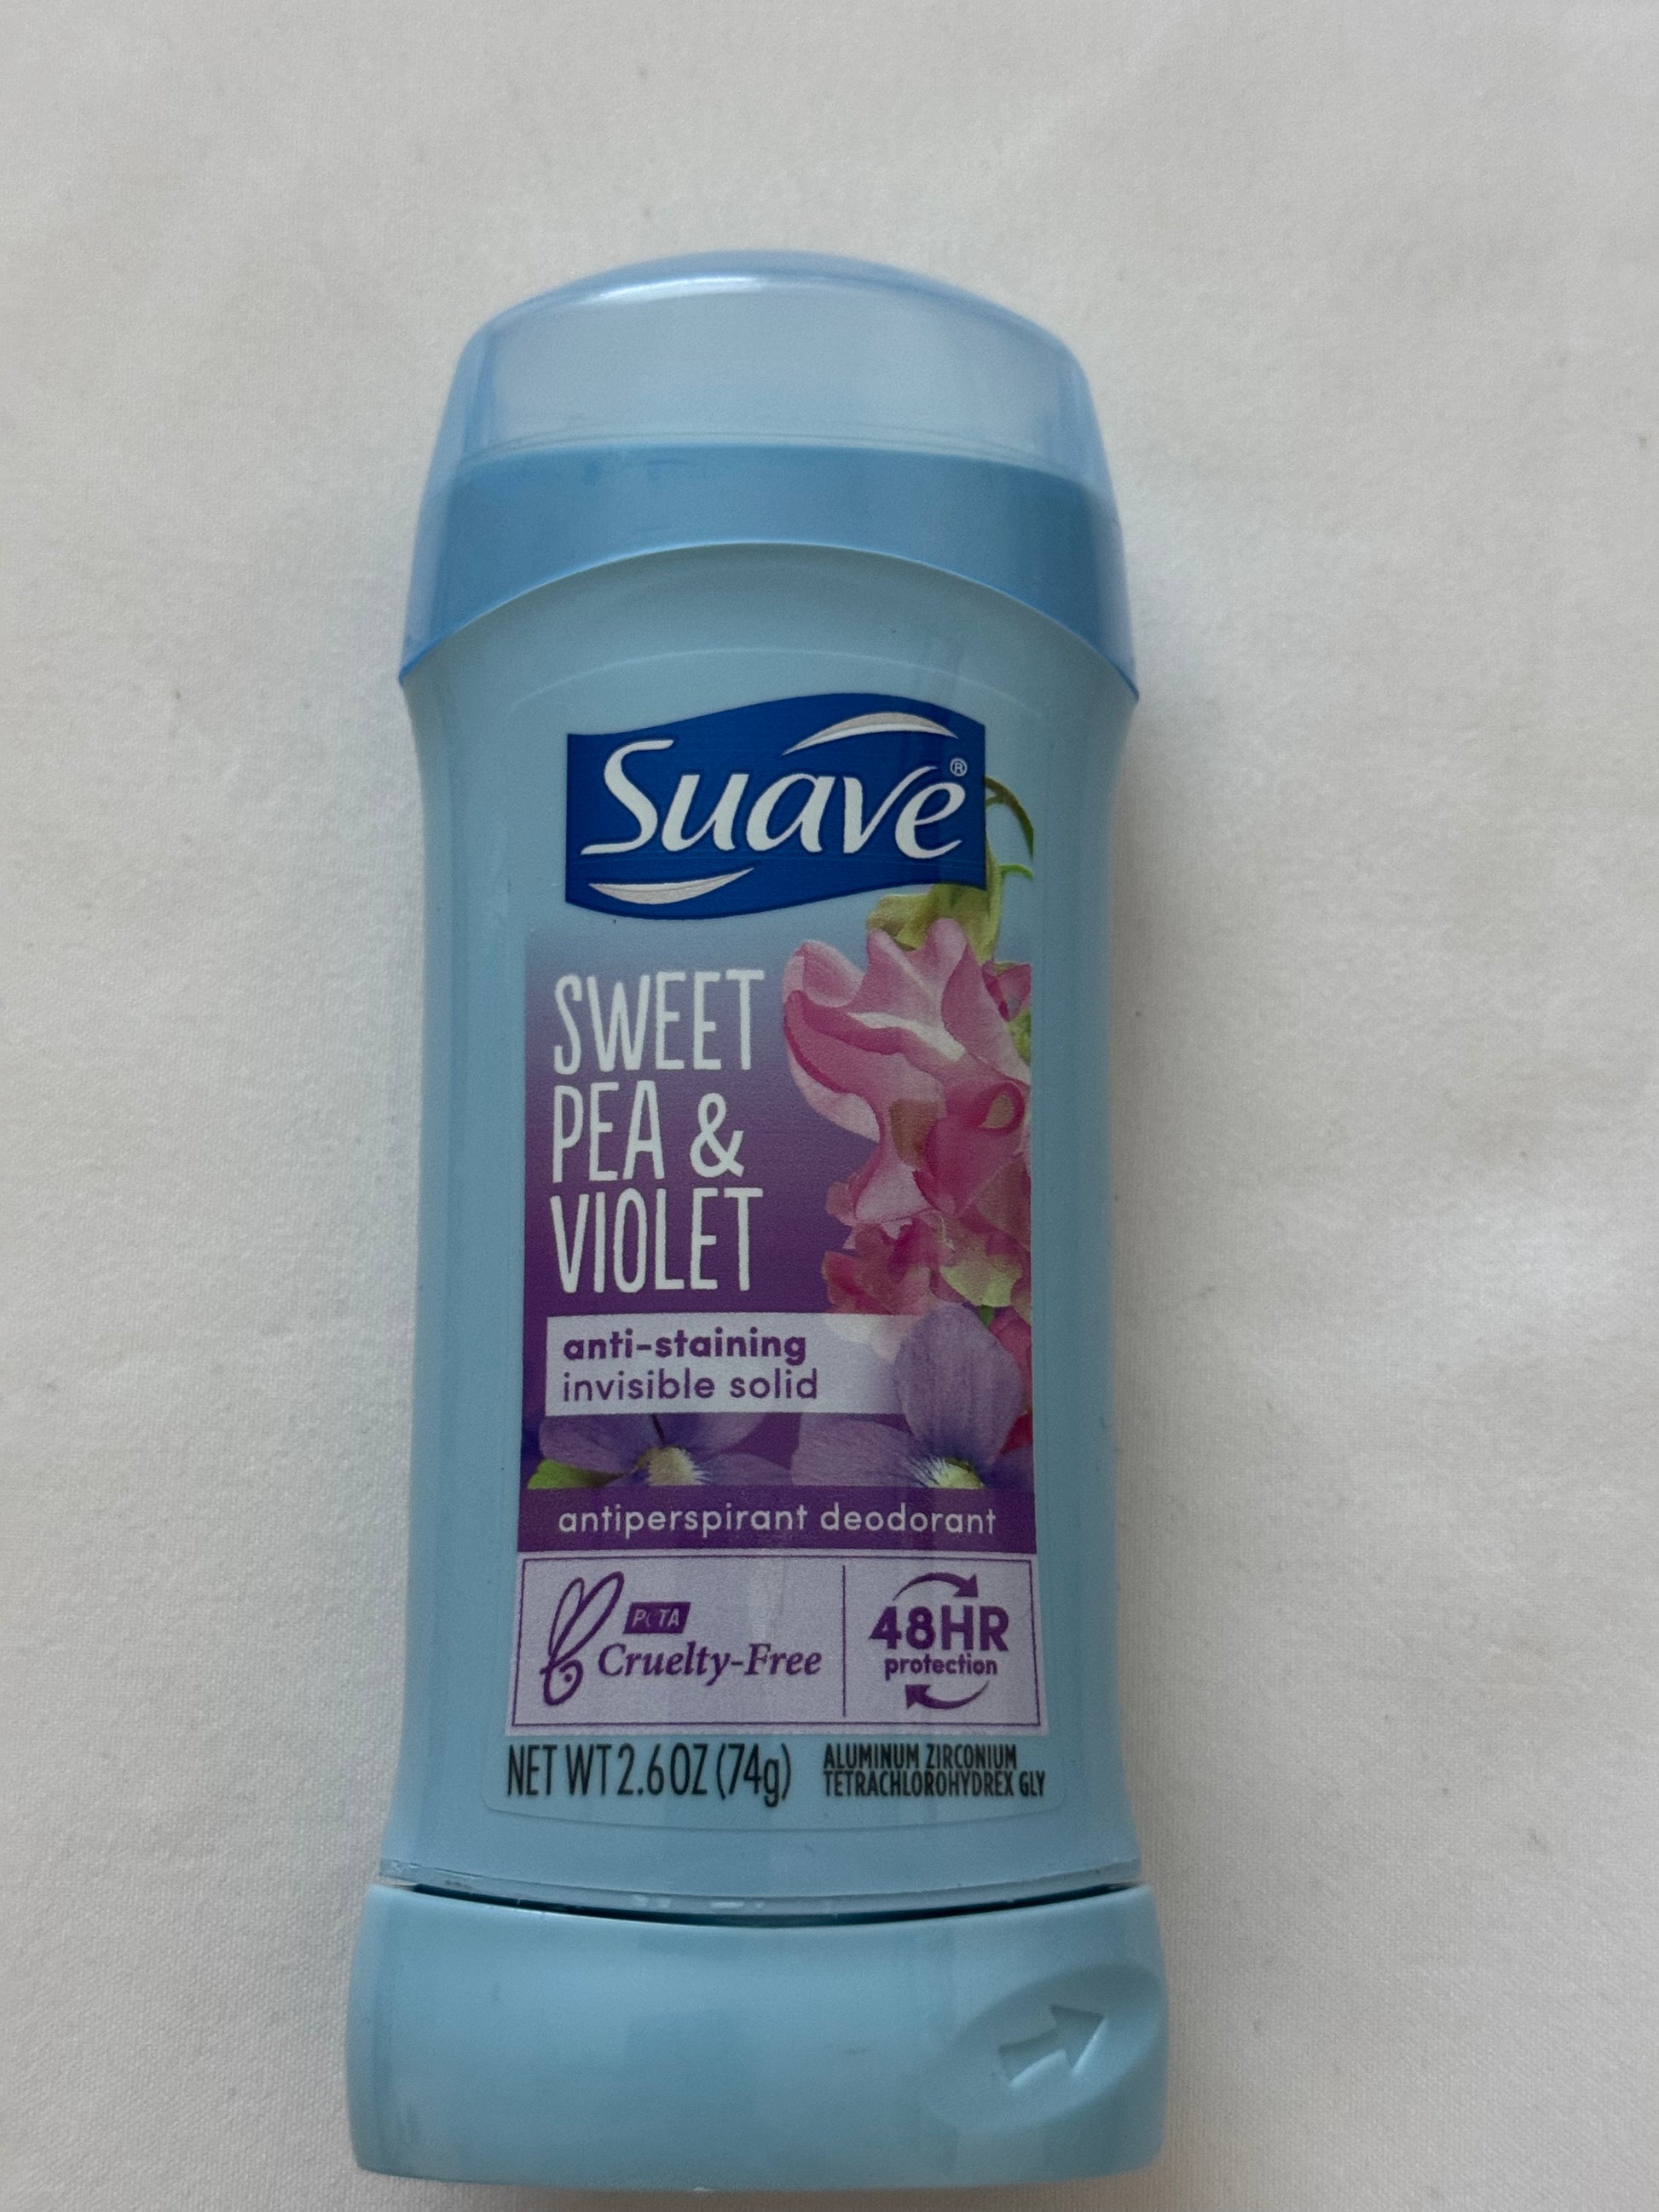 Suave®
SWEET
PEA &
VIOLET
anti-staining
invisible solid
antiperspirant deodorant
PETA
Cruelty-Free
48HR
protection
NET WT 2.6 OZ (74g)
ALUMINUM ZIRCONIUM
TETRACHLOROHYDREX GLY